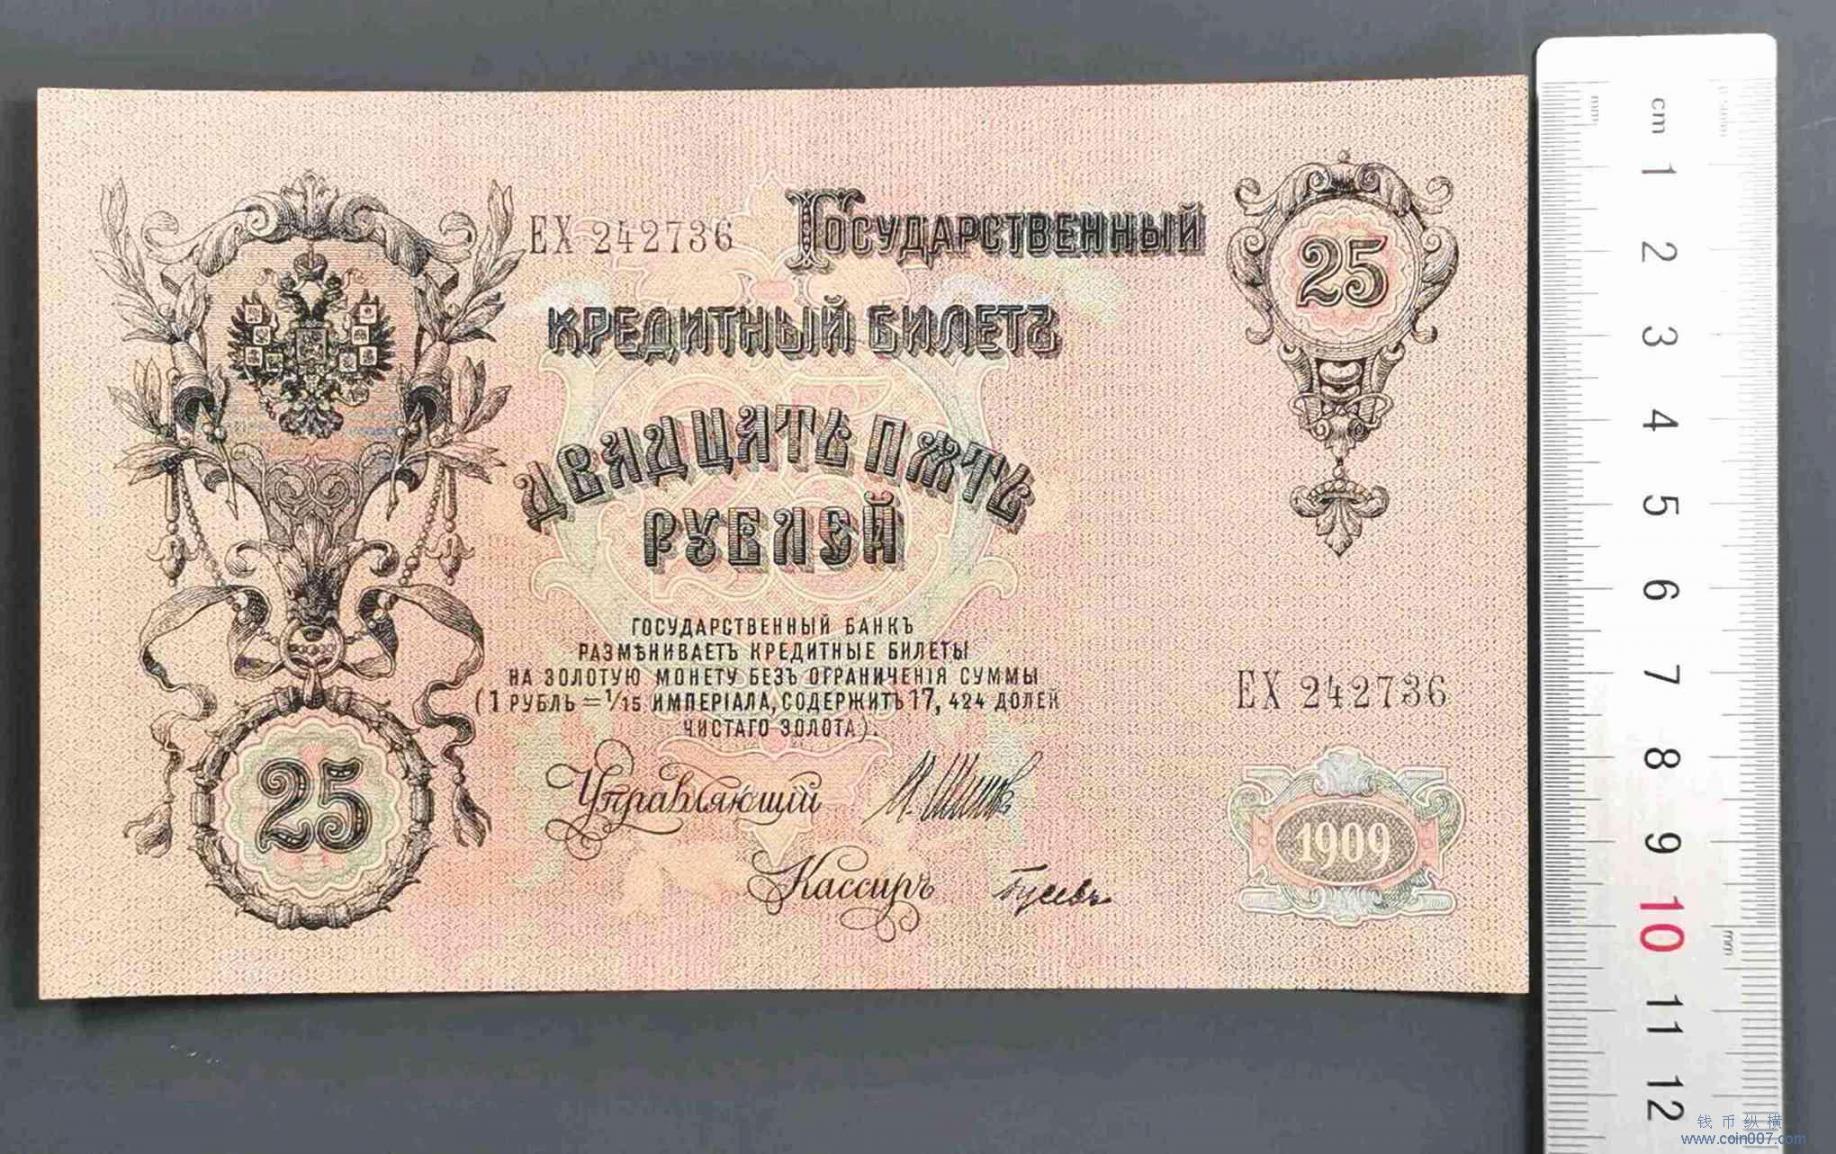 ЕХ 242736
Государственный
25
Кредитный Билетъ
Двадцать пять
рублей
Государственный Банкъ
размѣниваетъ кредитные билеты
на золотую монету безъ ограниченія суммы
(1 рубль = 1/15 имперіала, содержитъ 17,424 долей
чистаго золота).
Управляющій
Кассиръ
Гусевъ
25
ЕХ 242736
1909
mm
cm
1
2
3
4
5
6
7
8
9
10
mm
11
12
钱币纵横
www.coin007.com